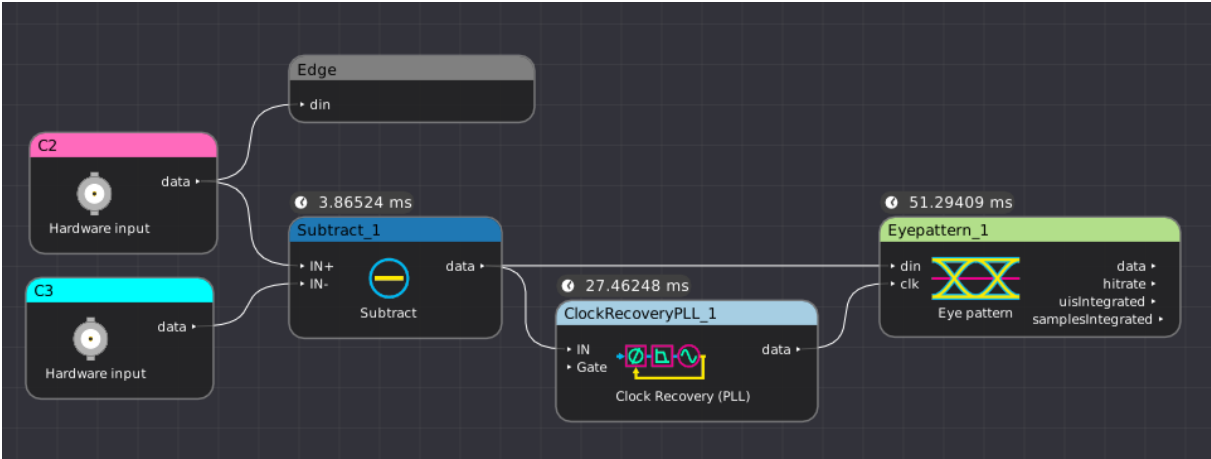 Edge
din
C2
data
Hardware input
3.86524 ms
Subtract_1
IN+
IN-
data
Subtract
C3
data
Hardware input
27.46248 ms
ClockRecoveryPLL_1
IN
Gate
data
Clock Recovery (PLL)
51.29409 ms
Eyepattern_1
din
clk
Eye pattern
data
hitrate
uisIntegrated
samplesIntegrated